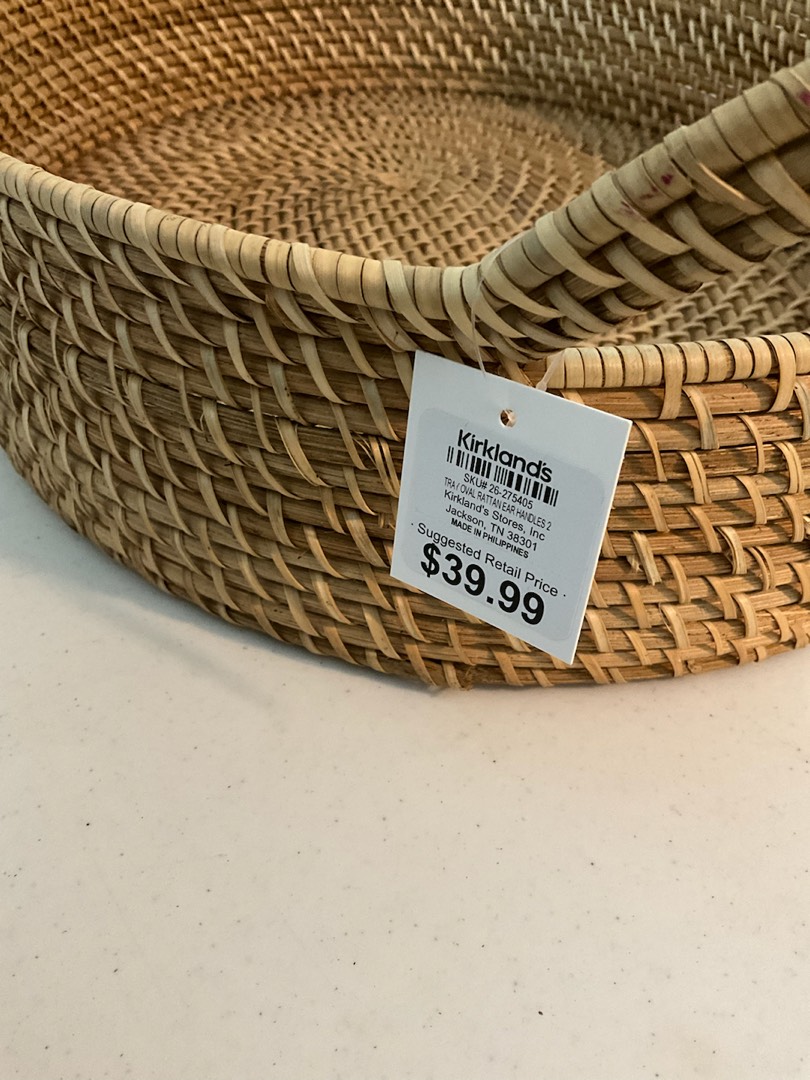 Kirkland's
SKU# 26-275405
TRAY OVAL RATTAN EAR HANDLES 2
Kirkland's Stores, Inc
Jackson, TN 38301
MADE IN PHILIPPINES
· Suggested Retail Price ·
$39.99